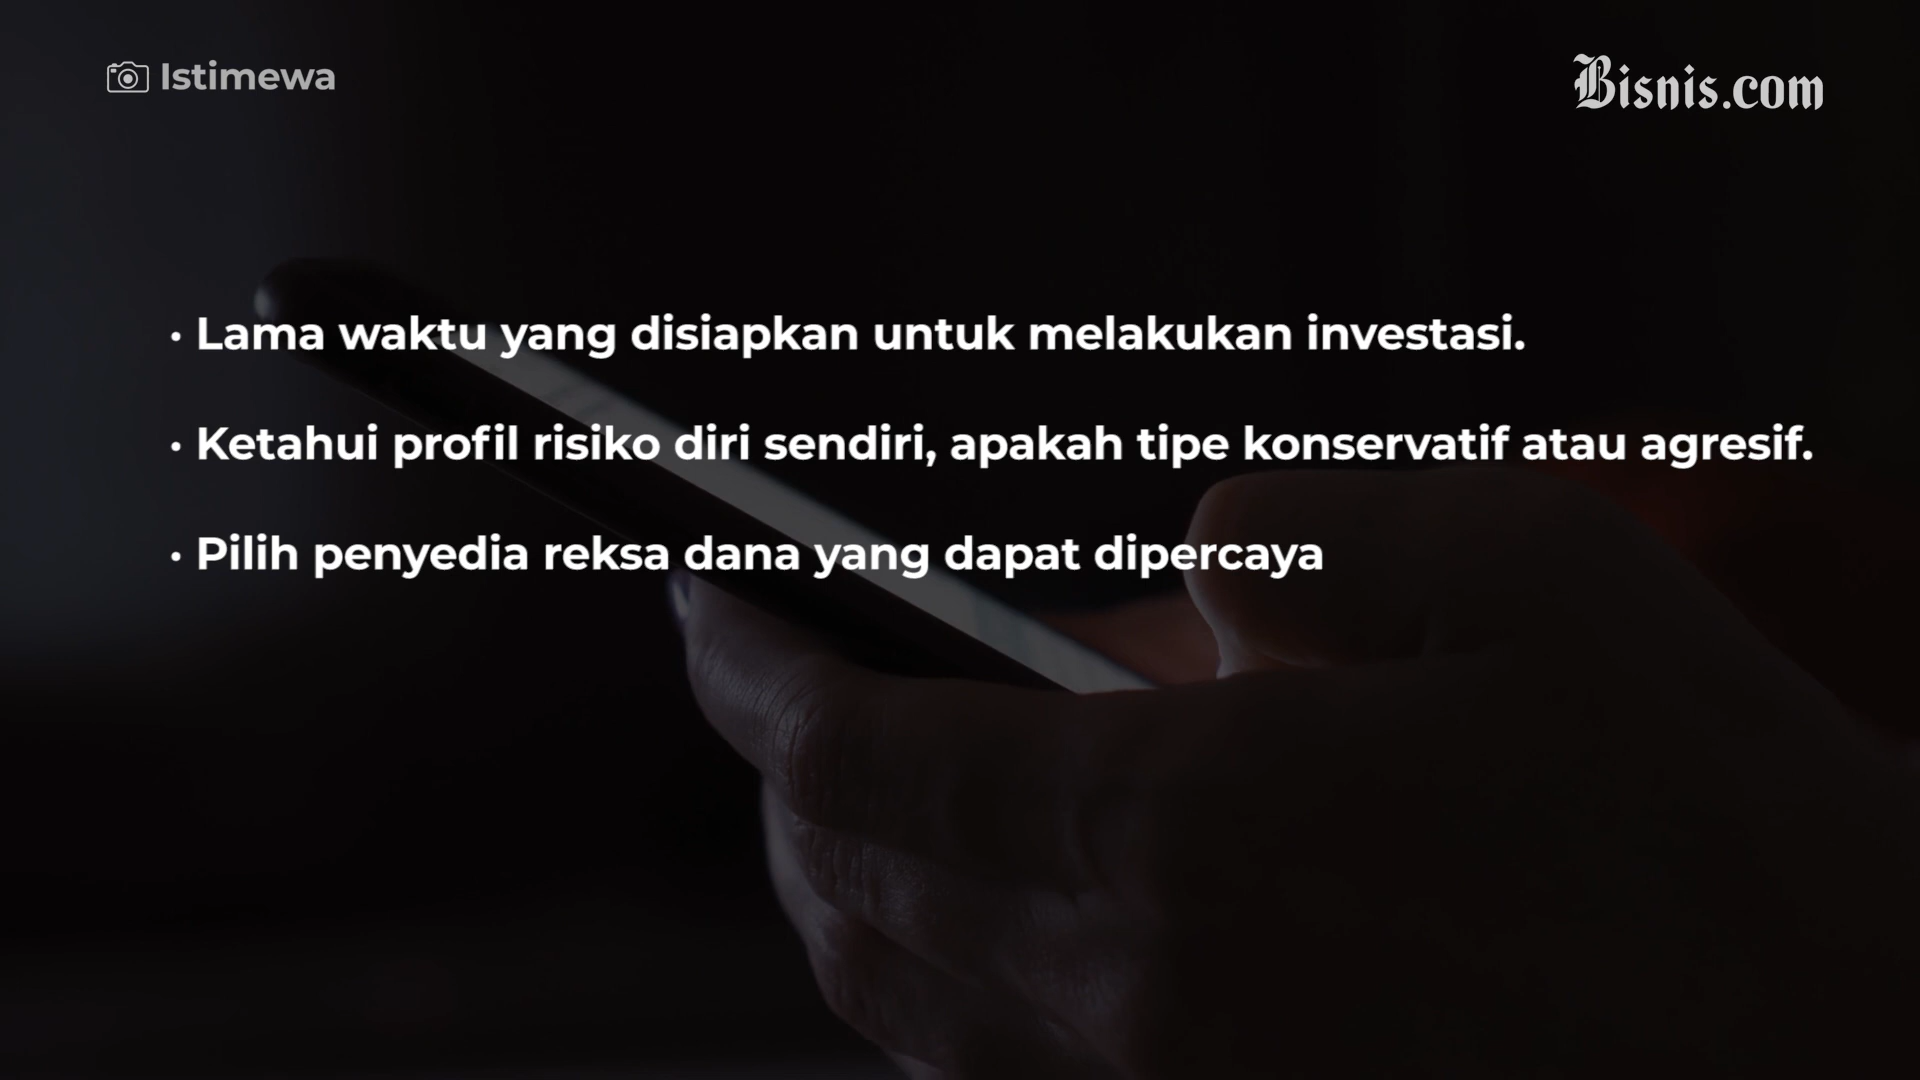 Istimewa
Bisnis.com
• Lama waktu yang disiapkan untuk melakukan investasi.
• Ketahui profil risiko diri sendiri, apakah tipe konservatif atau agresif.
• Pilih penyedia reksa dana yang dapat dipercaya